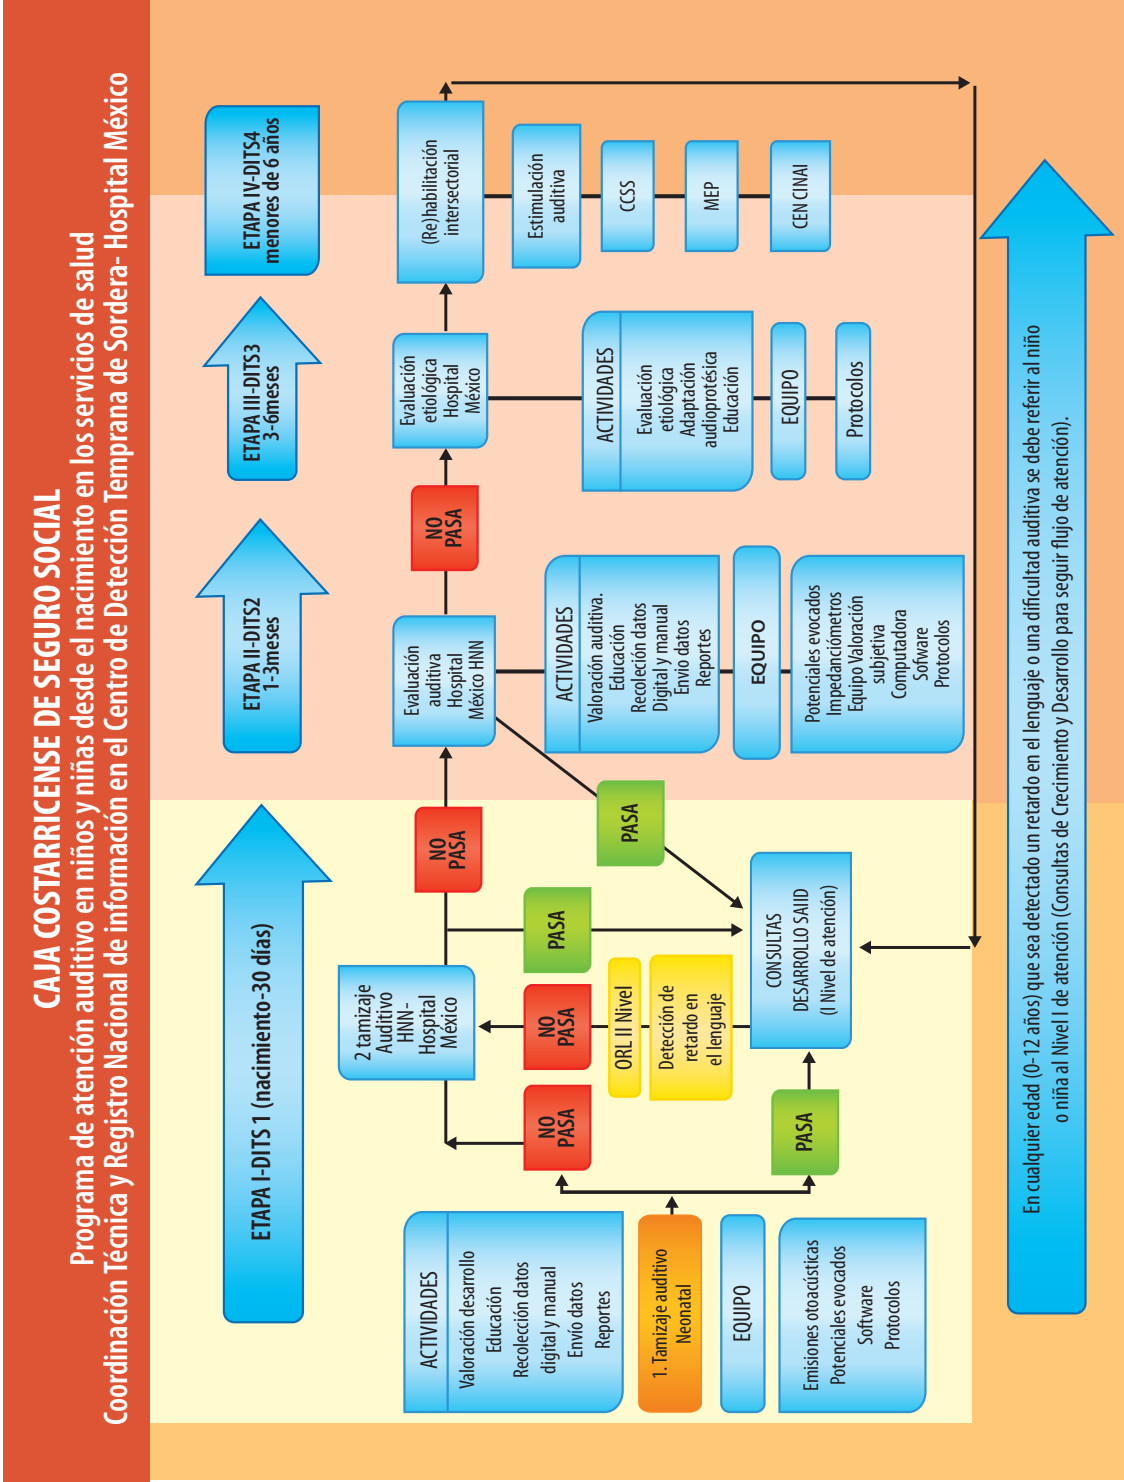 CAJA COSTARRICENSE DE SEGURO SOCIAL
Programa de atención auditivo en niños y niñas desde el nacimiento en los servicios de salud
Coordinación Técnica y Registro Nacional de información en el Centro de Detección Temprana de Sordera- Hospital México
ETAPA I-DITS 1 (nacimiento-30 días)
ETAPA II-DITS2
1-3meses
ETAPA III-DITS3
3-6meses
ETAPA IV-DITS4
menores de 6 años
ACTIVIDADES
Valoración desarrollo
Educación
Recolección datos
digital y manual
Envío datos
Reportes
1. Tamizaje auditivo
Neonatal
EQUIPO
Emisiones otoacústicas
Potenciales evocados
Software
Protocolos
NO
PASA
PASA
2 tamizaje
Auditivo
HNN-
Hospital
México
NO
PASA
ORL II Nivel
Detección de
retardo en
el lenguaje
CONSULTAS
DESARROLLO SAIID
(I Nivel de atención)
PASA
NO
PASA
PASA
Evaluación
auditiva
Hospital
México HNN
ACTIVIDADES
Valoración auditiva.
Educación
Recoleción datos
Digital y manual
Envio datos
Reportes
EQUIPO
Potenciales evocados
Impedanciómetros
Equipo Valoración
subjetiva
Computadora
Sofware
Protocolos
NO
PASA
Evaluación
etiológica
Hospital
México
ACTIVIDADES
Evaluación
etiológica
Adaptación
audioprotésica
Educación
EQUIPO
Protocolos
(Re)habilitación
intersectorial
Estimulación
auditiva
CCSS
MEP
CEN CINAI
En cualquier edad (0-12 años) que sea detectado un retardo en el lenguaje o una dificultad auditiva se debe referir al niño
o niña al Nivel I de atención (Consultas de Crecimiento y Desarrollo para seguir flujo de atención).